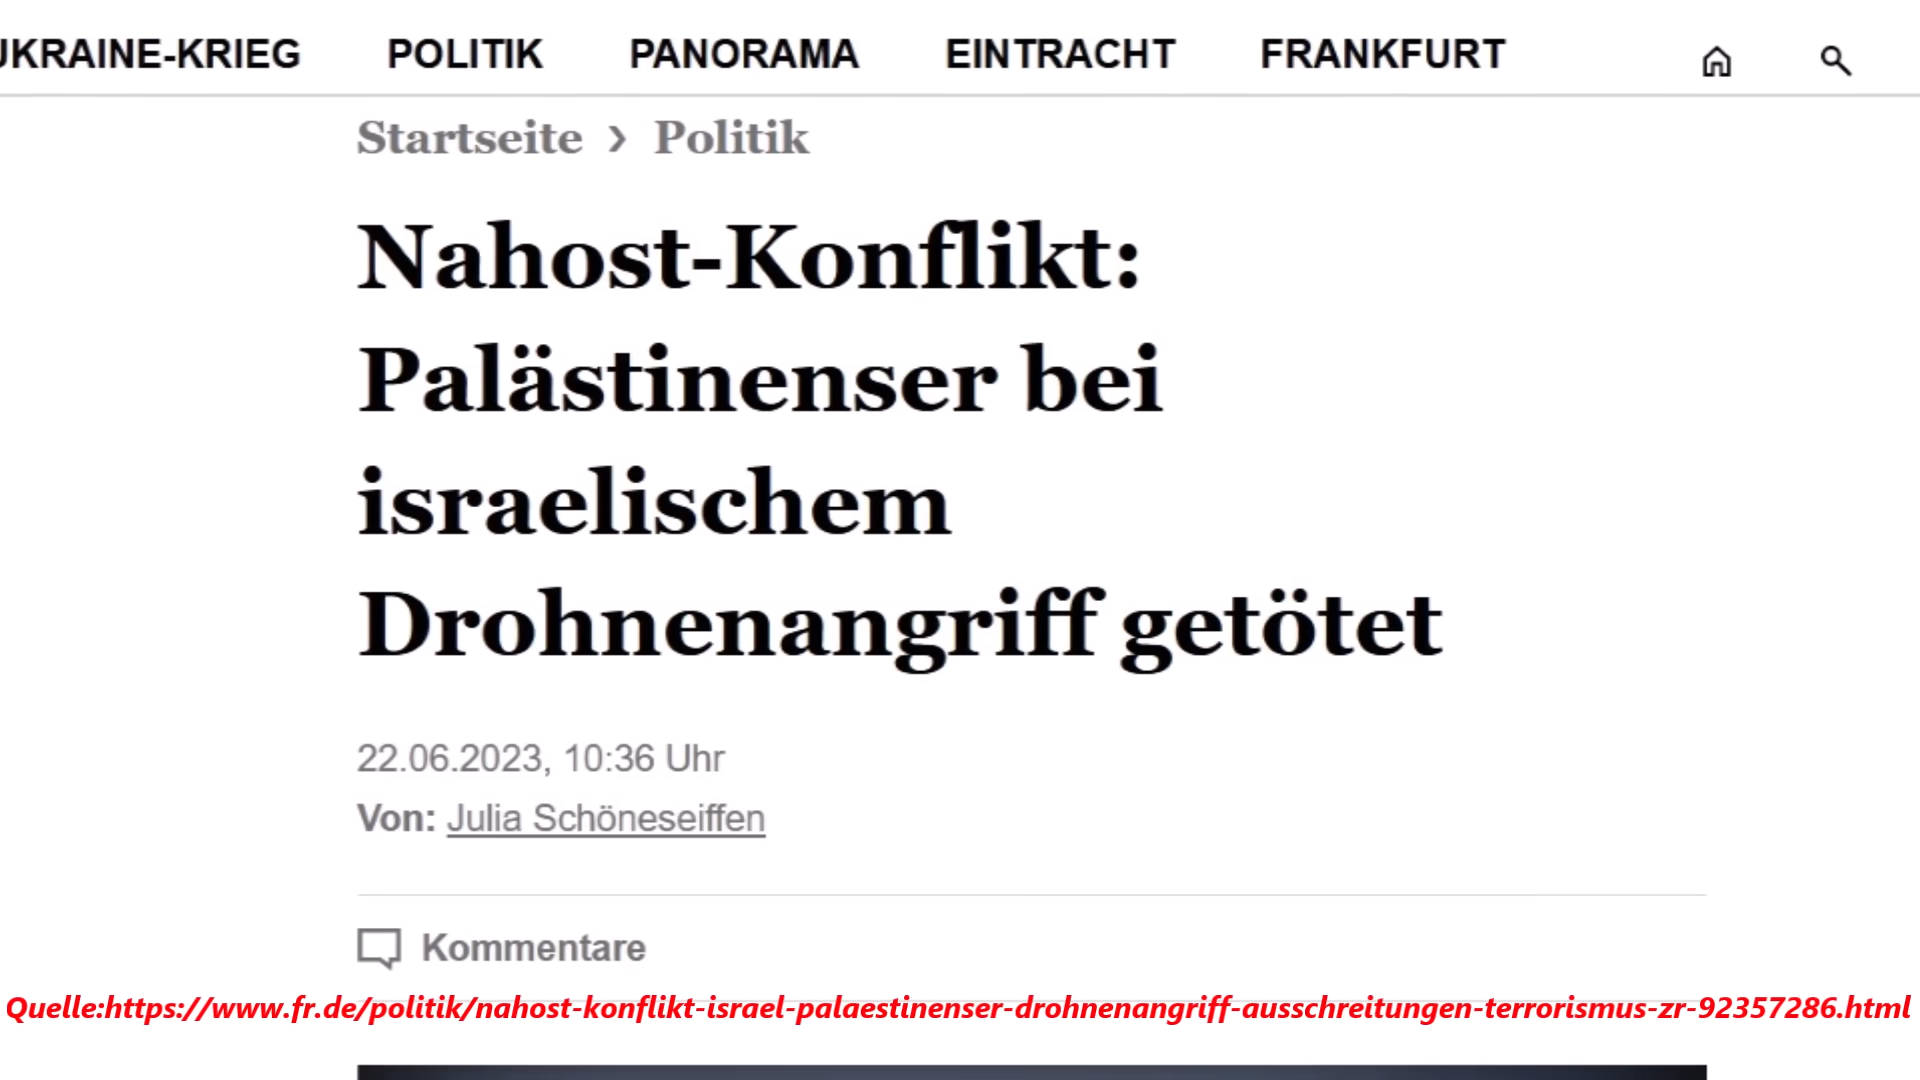 UKRAINE-KRIEG POLITIK PANORAMA EINTRACHT FRANKFURT
Startseite › Politik
Nahost-Konflikt:
Palästinenser bei
israelischem
Drohnenangriff getötet
22.06.2023, 10:36 Uhr
Von: Julia Schöneseiffen
Kommentare
Quelle:https://www.fr.de/politik/nahost-konflikt-israel-palaestinenser-drohnenangriff-ausschreitungen-terrorismus-zr-92357286.html